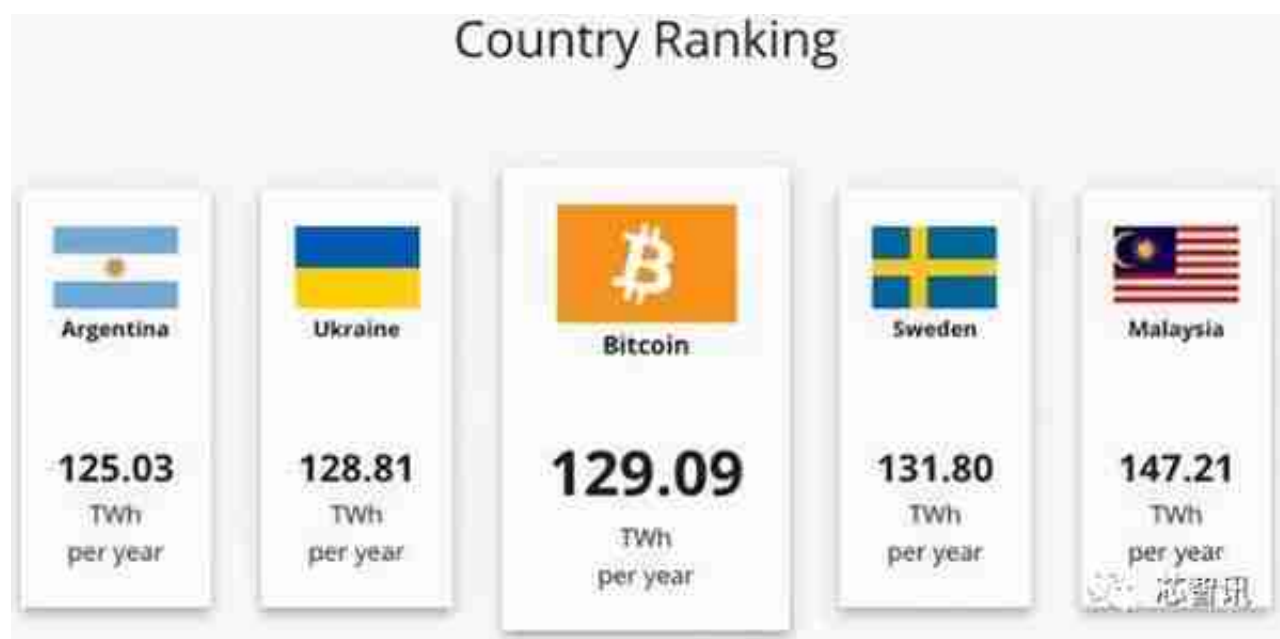 Country Ranking
Argentina
125.03
TWh
per year
Ukraine
128.81
TWh
per year
Bitcoin
129.09
TWh
per year
Sweden
131.80
TWh
per year
Malaysia
147.21
TWh
per year
芯智讯